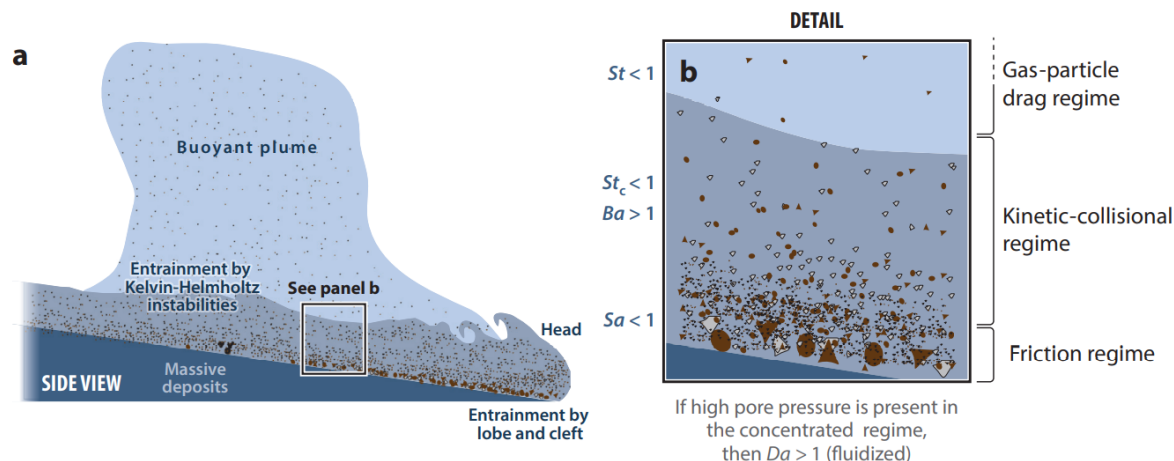 a
Buoyant plume
Entrainment by
Kelvin-Helmholtz
instabilities
See panel b
Head
SIDE VIEW
Massive
deposits
Entrainment by
lobe and cleft
DETAIL
b
St < 1
St_c < 1
Ba > 1
Sa < 1
Gas-particle
drag regime
Kinetic-collisional
regime
Friction regime
If high pore pressure is present in
the concentrated regime,
then Da > 1 (fluidized)